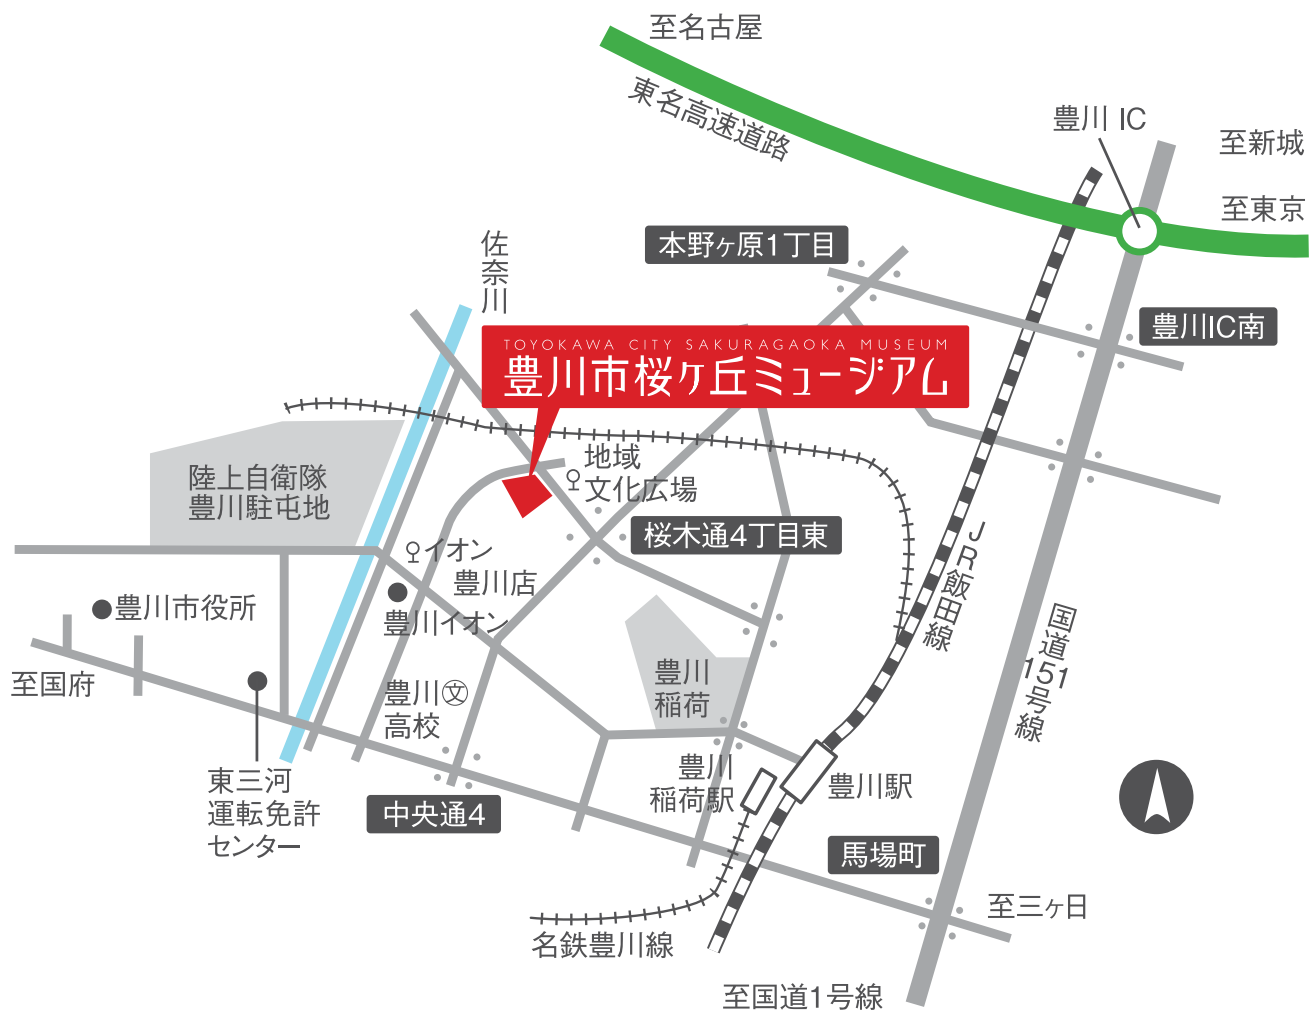 至名古屋
東名高速道路
豊川 IC
至新城
至東京
本野ヶ原1丁目
佐奈川
豊川IC南
TOYOKAWA CITY SAKURAGAOKA MUSEUM
豊川市桜ヶ丘ミュージアム
地域
文化広場
陸上自衛隊
豊川駐屯地
桜木通4丁目東
JR飯田線
イオン
豊川店
豊川市役所
豊川イオン
国道151号線
至国府
豊川
稲荷
豊川文
高校
東三河
運転免許
センター
豊川
稲荷駅
豊川駅
中央通4
馬場町
至三ヶ日
名鉄豊川線
至国道1号線